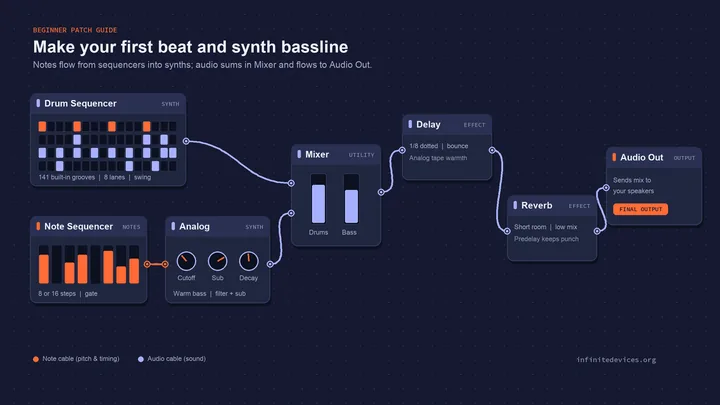 BEGINNER PATCH GUIDE
Make your first beat and synth bassline
Notes flow from sequencers into synths; audio sums in Mixer and flows to Audio Out.
Drum Sequencer SYNTH
141 built-in grooves | 8 lanes | swing
Note Sequencer NOTES
8 or 16 steps | gate
Analog SYNTH
Cutoff Sub Decay
Warm bass | filter + sub
Mixer UTILITY
Drums Bass
Delay EFFECT
1/8 dotted | bounce
Analog tape warmth
Reverb EFFECT
Short room | low mix
Predelay keeps punch
Audio Out OUTPUT
Sends mix to
your speakers
FINAL OUTPUT
Note cable (pitch & timing) Audio cable (sound)
infinitedevices.org